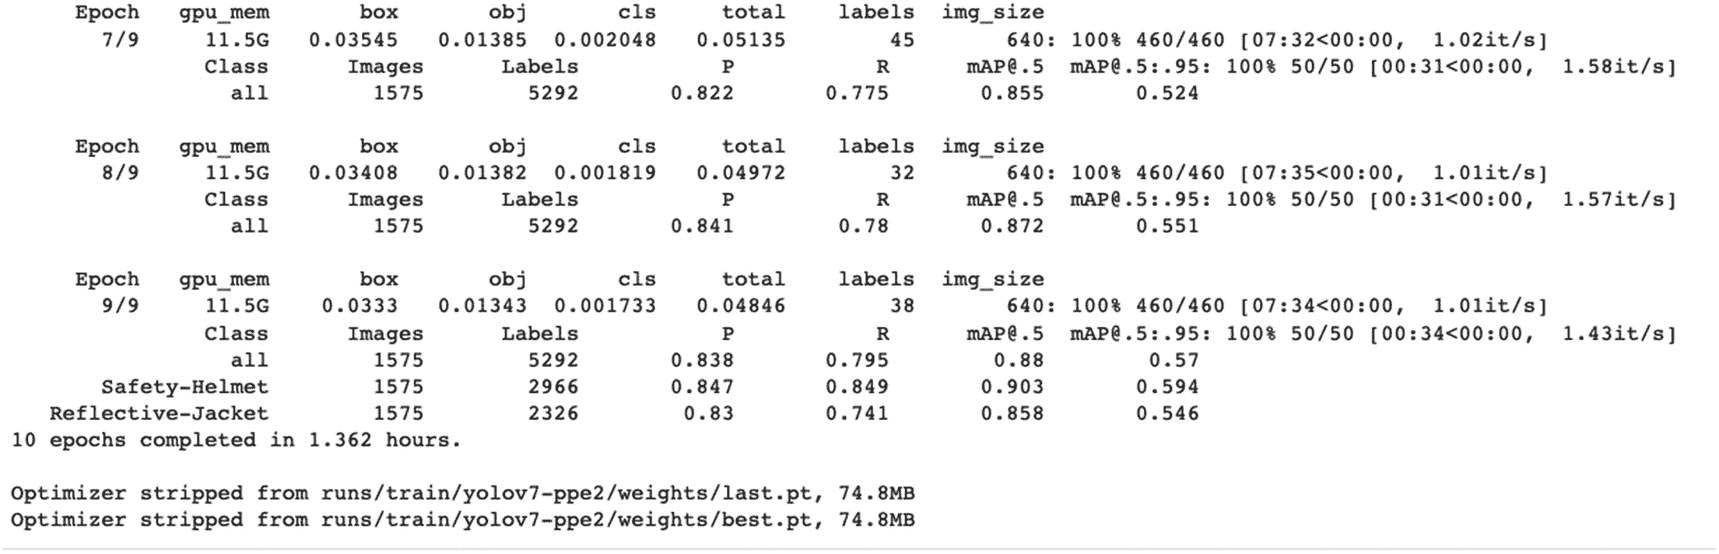 Epoch gpu_mem box obj cls total labels img_size
7/9 11.5G 0.03545 0.01385 0.002048 0.05135 45 640: 100% 460/460 [07:32<00:00, 1.02it/s]
Class Images Labels P R mAP@.5 mAP@.5:.95: 100% 50/50 [00:31<00:00, 1.58it/s]
all 1575 5292 0.822 0.775 0.855 0.524
Epoch gpu_mem box obj cls total labels img_size
8/9 11.5G 0.03408 0.01382 0.001819 0.04972 32 640: 100% 460/460 [07:35<00:00, 1.01it/s]
Class Images Labels P R mAP@.5 mAP@.5:.95: 100% 50/50 [00:31<00:00, 1.57it/s]
all 1575 5292 0.841 0.78 0.872 0.551
Epoch gpu_mem box obj cls total labels img_size
9/9 11.5G 0.0333 0.01343 0.001733 0.04846 38 640: 100% 460/460 [07:34<00:00, 1.01it/s]
Class Images Labels P R mAP@.5 mAP@.5:.95: 100% 50/50 [00:34<00:00, 1.43it/s]
all 1575 5292 0.838 0.795 0.88 0.57
Safety-Helmet 1575 2966 0.847 0.849 0.903 0.594
Reflective-Jacket 1575 2326 0.83 0.741 0.858 0.546
10 epochs completed in 1.362 hours.
Optimizer stripped from runs/train/yolov7-ppe2/weights/last.pt, 74.8MB
Optimizer stripped from runs/train/yolov7-ppe2/weights/best.pt, 74.8MB